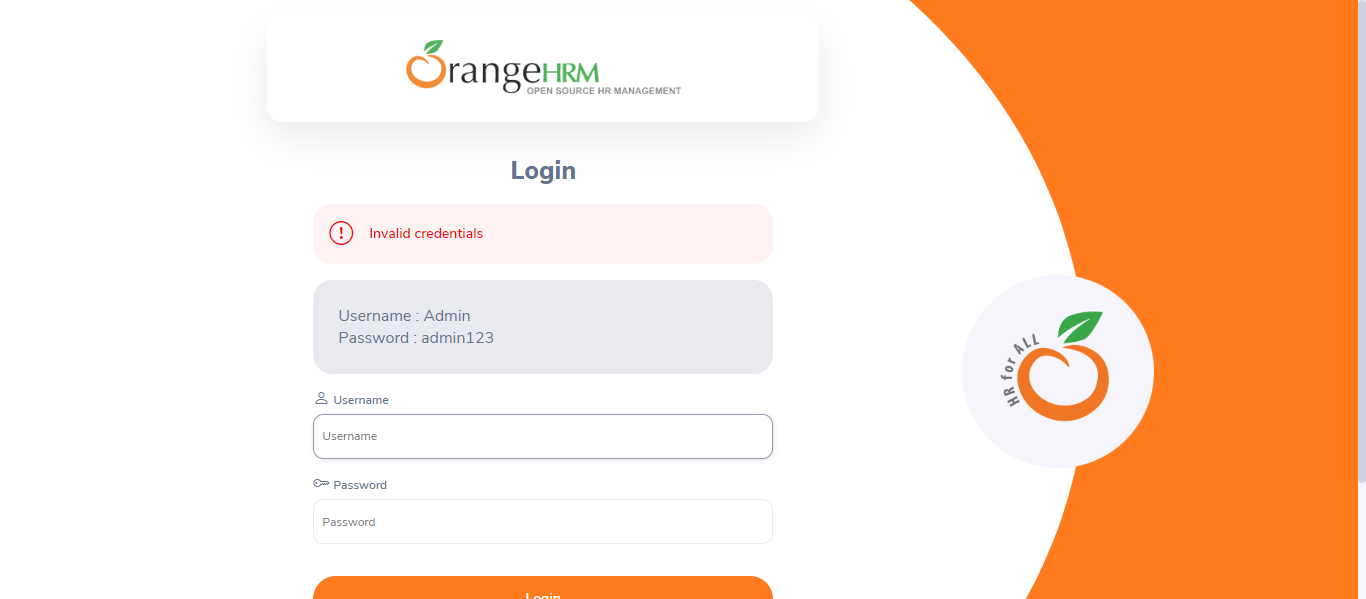 OrangeHRM
OPEN SOURCE HR MANAGEMENT
Login
Invalid credentials
Username : Admin
Password : admin123
Username
Username
Password
Password
Login
HR for ALL